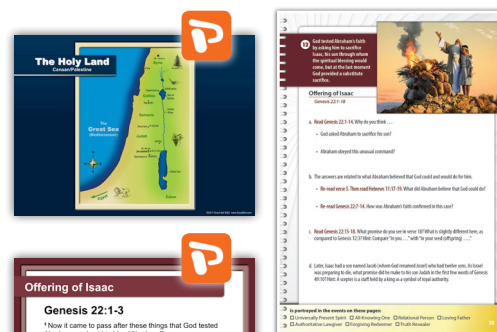 The Holy Land
Canaan/Palestine
Syria
Galilee
Samaria
Judah
The
Great Sea
(Mediterranean)
Egypt
Edom
Offering of Isaac
Genesis 22:1-3
¹ Now it came to pass after these things that God tested
12
God tested Abraham's faith
by asking him to sacrifice
Isaac, his son through whom
the spiritual blessing would
come, but at the last moment
God provided a substitute
sacrifice.
Offering of Isaac
Genesis 22:1-18
a. Read Genesis 22:1-14. Why do you think . . .
• God asked Abraham to sacrifice his son?
• Abraham obeyed this unusual command?
b. The answers are related to what Abraham believed that God could and would do for him.
• Re-read verse 5. Then read Hebrews 11:17-19. What did Abraham believe that God could do?
• Re-read Genesis 22:7-14. How was Abraham's faith confirmed in this case?
c. Read Genesis 22:15-18. What promise do you see in verse 18? What is slightly different here, as
compared to Genesis 12:3? Hint: Compare "in you. . ." with "in your seed (offspring) . . ."
d. Later, Isaac had a son named Jacob (whom God renamed Israel) who had twelve sons. As Israel
was preparing to die, what promise did he make to his son Judah in the first few words of Genesis
49:10? Hint: A scepter is a staff held by a king as a symbol of royal authority.
is portrayed in the events on these pages:
☐ Universally Present Spirit ☐ All-Knowing One ☐ Relational Person ☐ Loving Father
☐ Authoritative Lawgiver ☐ Forgiving Redeemer ☐ Truth Revealer